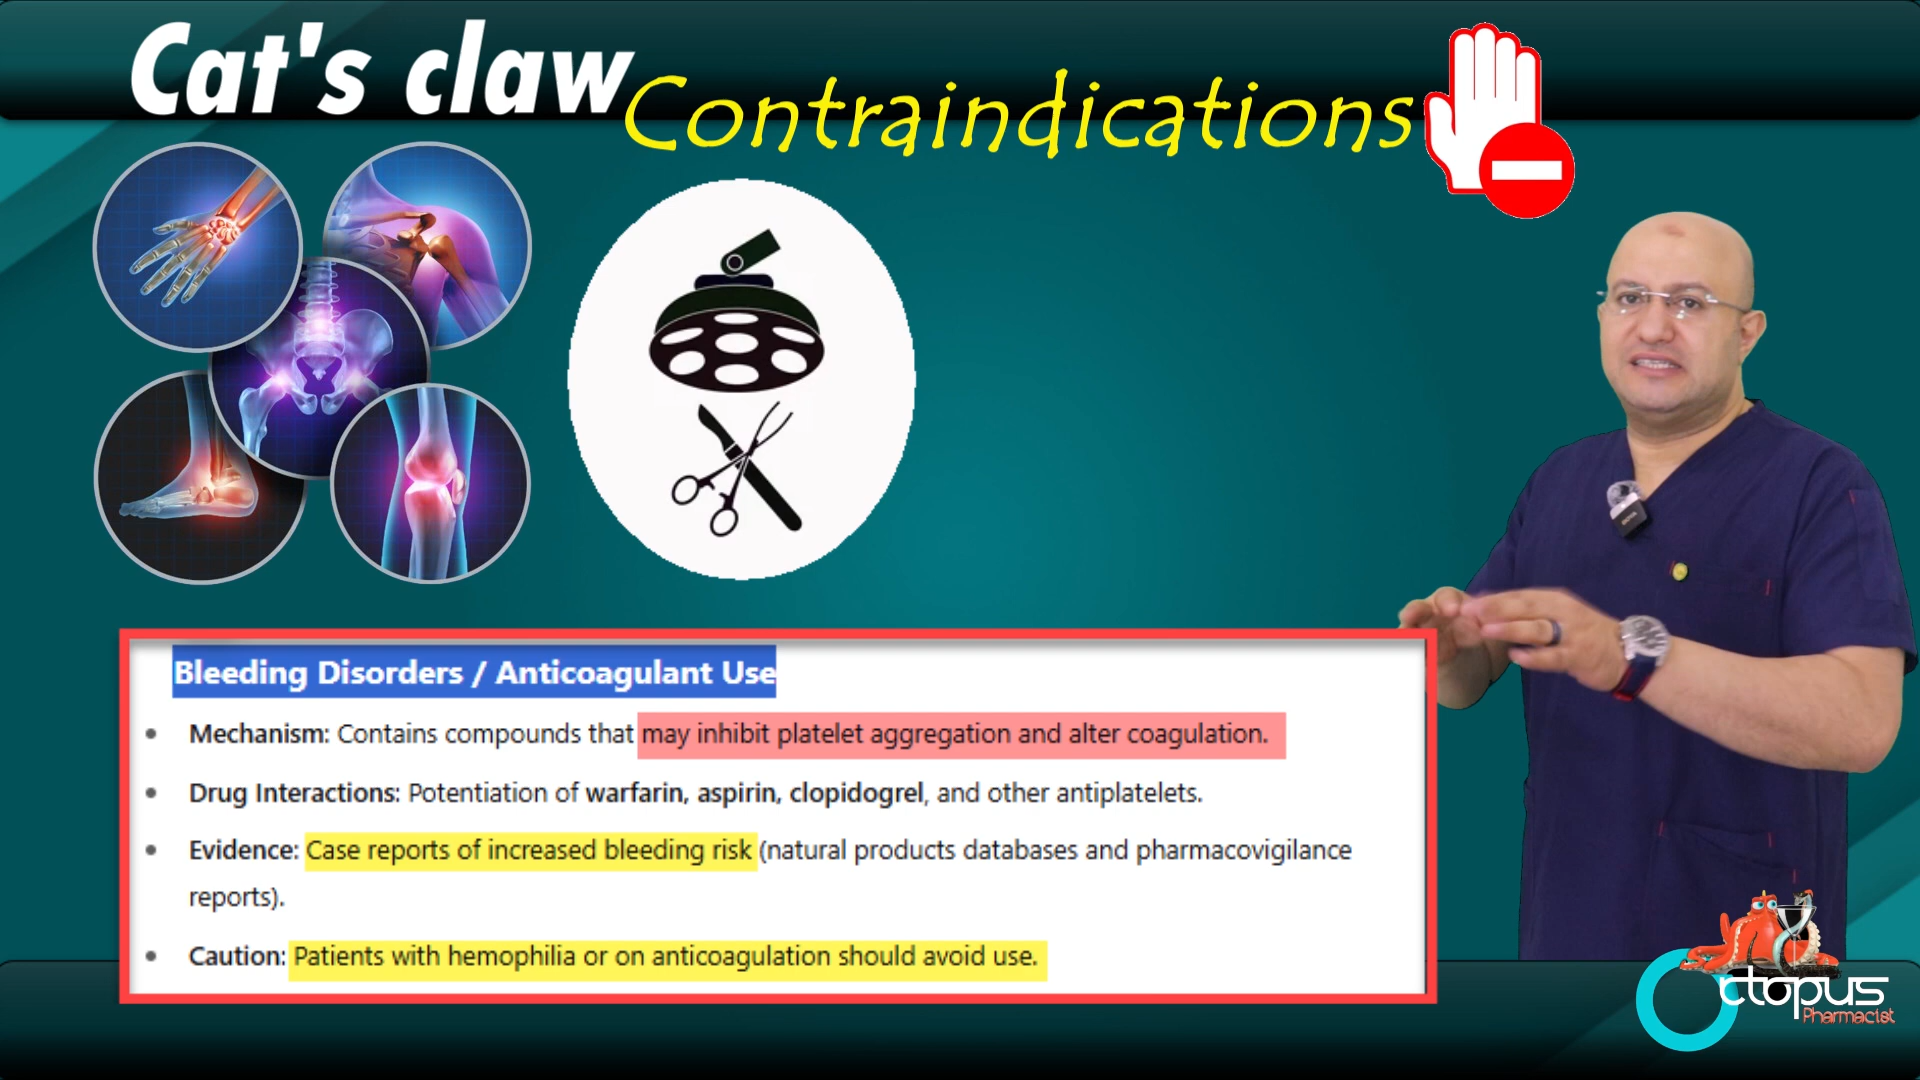 Cat's claw
Contraindications
Bleeding Disorders / Anticoagulant Use
• Mechanism: Contains compounds that may inhibit platelet aggregation and alter coagulation.
• Drug Interactions: Potentiation of warfarin, aspirin, clopidogrel, and other antiplatelets.
• Evidence: Case reports of increased bleeding risk (natural products databases and pharmacovigilance
reports).
• Caution: Patients with hemophilia or on anticoagulation should avoid use.
Octopus
Pharmacist